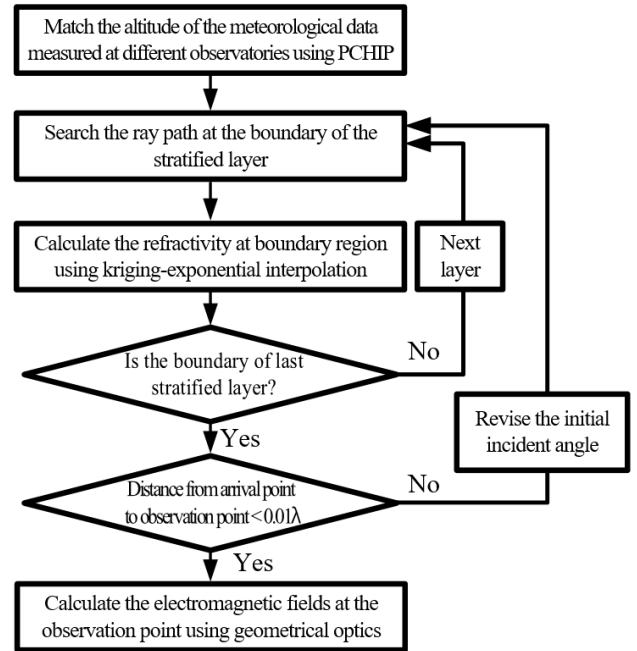 Match the altitude of the meteorological data
measured at different observatories using PCHIP
Search the ray path at the boundary of the
stratified layer
Calculate the refractivity at boundary region
using kriging-exponential interpolation
Next
layer
Is the boundary of last
stratified layer?
No
Yes
Revise the initial
incident angle
Distance from arrival point
to observation point < 0.01λ
No
Yes
Calculate the electromagnetic fields at the
observation point using geometrical optics